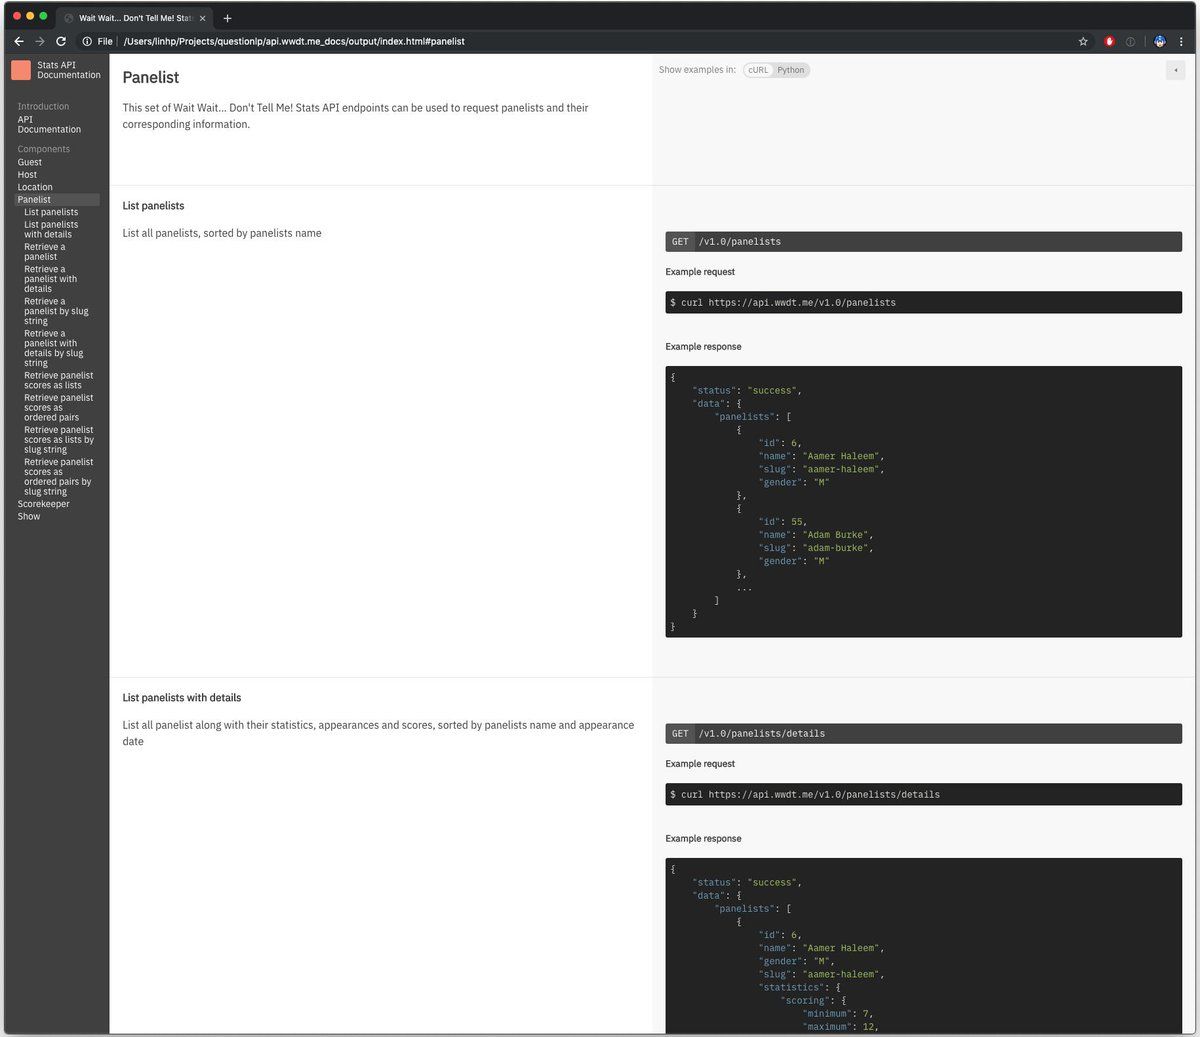 Wait Wait... Don't Tell Me! Stats
File
/Users/linhp/Projects/questionlp/api.wwdt.me_docs/output/index.html#panelist
Stats API
Documentation
Introduction
API
Documentation
Components
Guest
Host
Location
Panelist
List panelists
List panelists
with details
Retrieve a
panelist
Retrieve a
panelist with
details
Retrieve a
panelist by slug
string
Retrieve a
panelist with
details by slug
string
Retrieve panelist
scores as lists
Retrieve panelist
scores as
ordered pairs
Retrieve panelist
scores as lists by
slug string
Retrieve panelist
scores as
ordered pairs by
slug string
Scorekeeper
Show
Panelist
This set of Wait Wait... Don't Tell Me! Stats API endpoints can be used to request panelists and their
corresponding information.
Show examples in: cURL Python
List panelists
List all panelists, sorted by panelists name
GET /v1.0/panelists
Example request
$ curl https://api.wwdt.me/v1.0/panelists
Example response
{
"status": "success",
"data": {
"panelists": [
{
"id": 6,
"name": "Aamer Haleem",
"slug": "aamer-haleem",
"gender": "M"
},
{
"id": 55,
"name": "Adam Burke",
"slug": "adam-burke",
"gender": "M"
},
...
]
}
}
List panelists with details
List all panelist along with their statistics, appearances and scores, sorted by panelists name and appearance
date
GET /v1.0/panelists/details
Example request
$ curl https://api.wwdt.me/v1.0/panelists/details
Example response
{
"status": "success",
"data": {
"panelists": [
{
"id": 6,
"name": "Aamer Haleem",
"gender": "M",
"slug": "aamer-haleem",
"statistics": {
"scoring": {
"minimum": 7,
"maximum": 12,